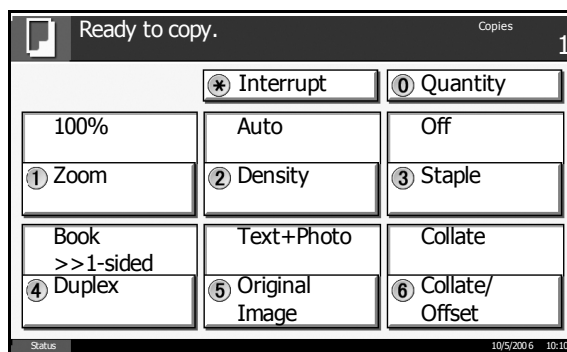 Ready to copy.
Copies
1
* Interrupt
0 Quantity
100%
Auto
Off
1 Zoom
2 Density
3 Staple
Book
>>1-sided
Text+Photo
Collate
4 Duplex
5 Original
Image
6 Collate/
Offset
Status
10/5/2006 10:10